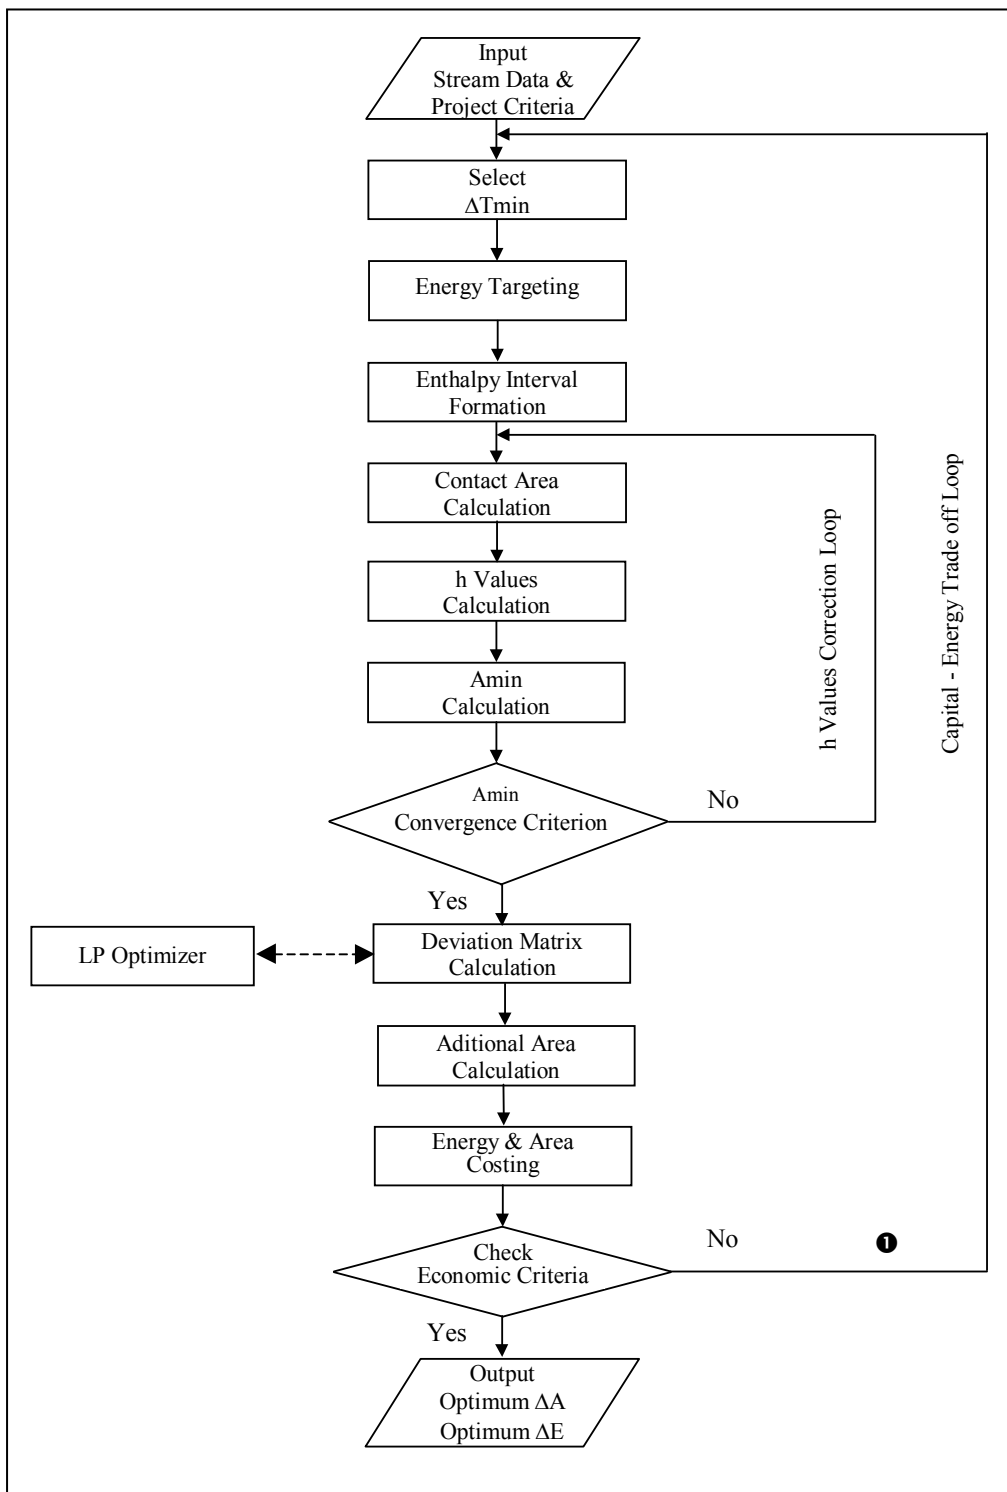 Input
Stream Data &
Project Criteria
Select
ΔTmin
Energy Targeting
Enthalpy Interval
Formation
Contact Area
Calculation
h Values
Calculation
Amin
Calculation
Amin
Convergence Criterion
No
h Values Correction Loop
Capital - Energy Trade off Loop
Yes
LP Optimizer
Deviation Matrix
Calculation
Aditional Area
Calculation
Energy & Area
Costing
Check
Economic Criteria
No
❶
Yes
Output
Optimum ΔA
Optimum ΔE